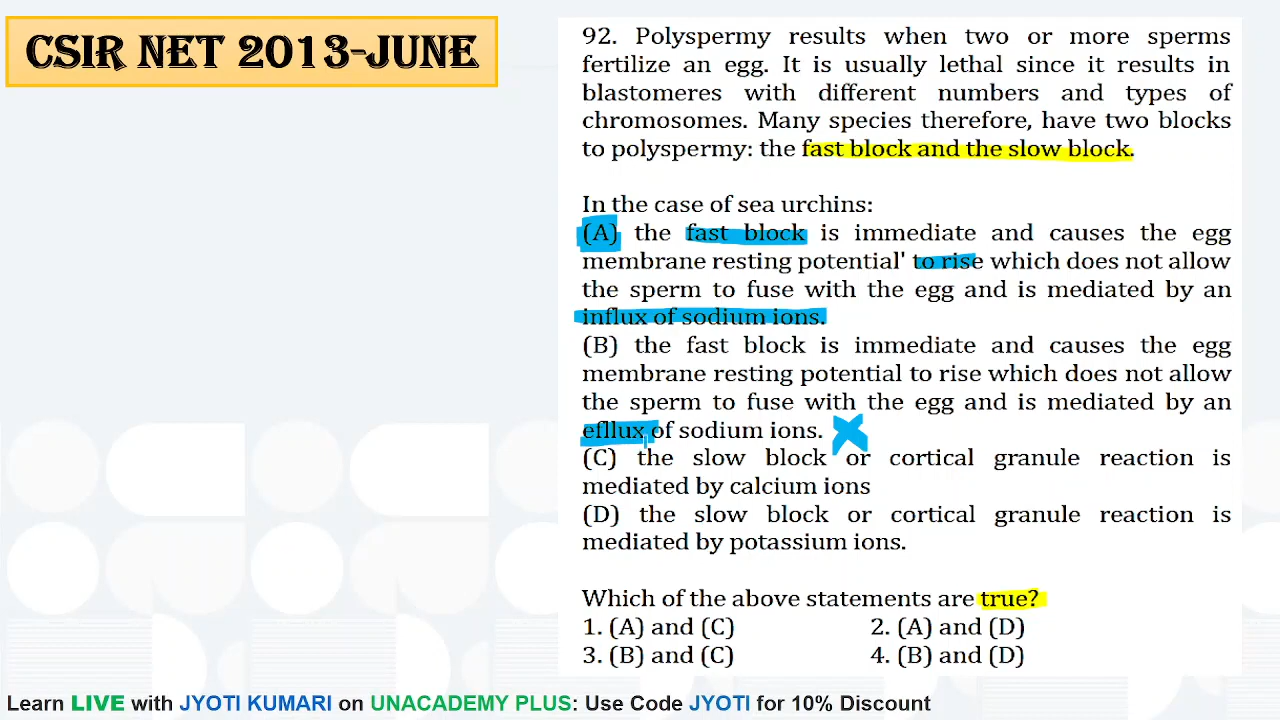 CSIR NET 2013-JUNE
92. Polyspermy results when two or more sperms
fertilize an egg. It is usually lethal since it results in
blastomeres with different numbers and types of
chromosomes. Many species therefore, have two blocks
to polyspermy: the fast block and the slow block.
In the case of sea urchins:
(A) the fast block is immediate and causes the egg
membrane resting potential' to rise which does not allow
the sperm to fuse with the egg and is mediated by an
influx of sodium ions.
(B) the fast block is immediate and causes the egg
membrane resting potential to rise which does not allow
the sperm to fuse with the egg and is mediated by an
efllux of sodium ions.
(C) the slow block or cortical granule reaction is
mediated by calcium ions
(D) the slow block or cortical granule reaction is
mediated by potassium ions.
Which of the above statements are true?
1. (A) and (C) 2. (A) and (D)
3. (B) and (C) 4. (B) and (D)
Learn LIVE with JYOTI KUMARI on UNACADEMY PLUS: Use Code JYOTI for 10% Discount